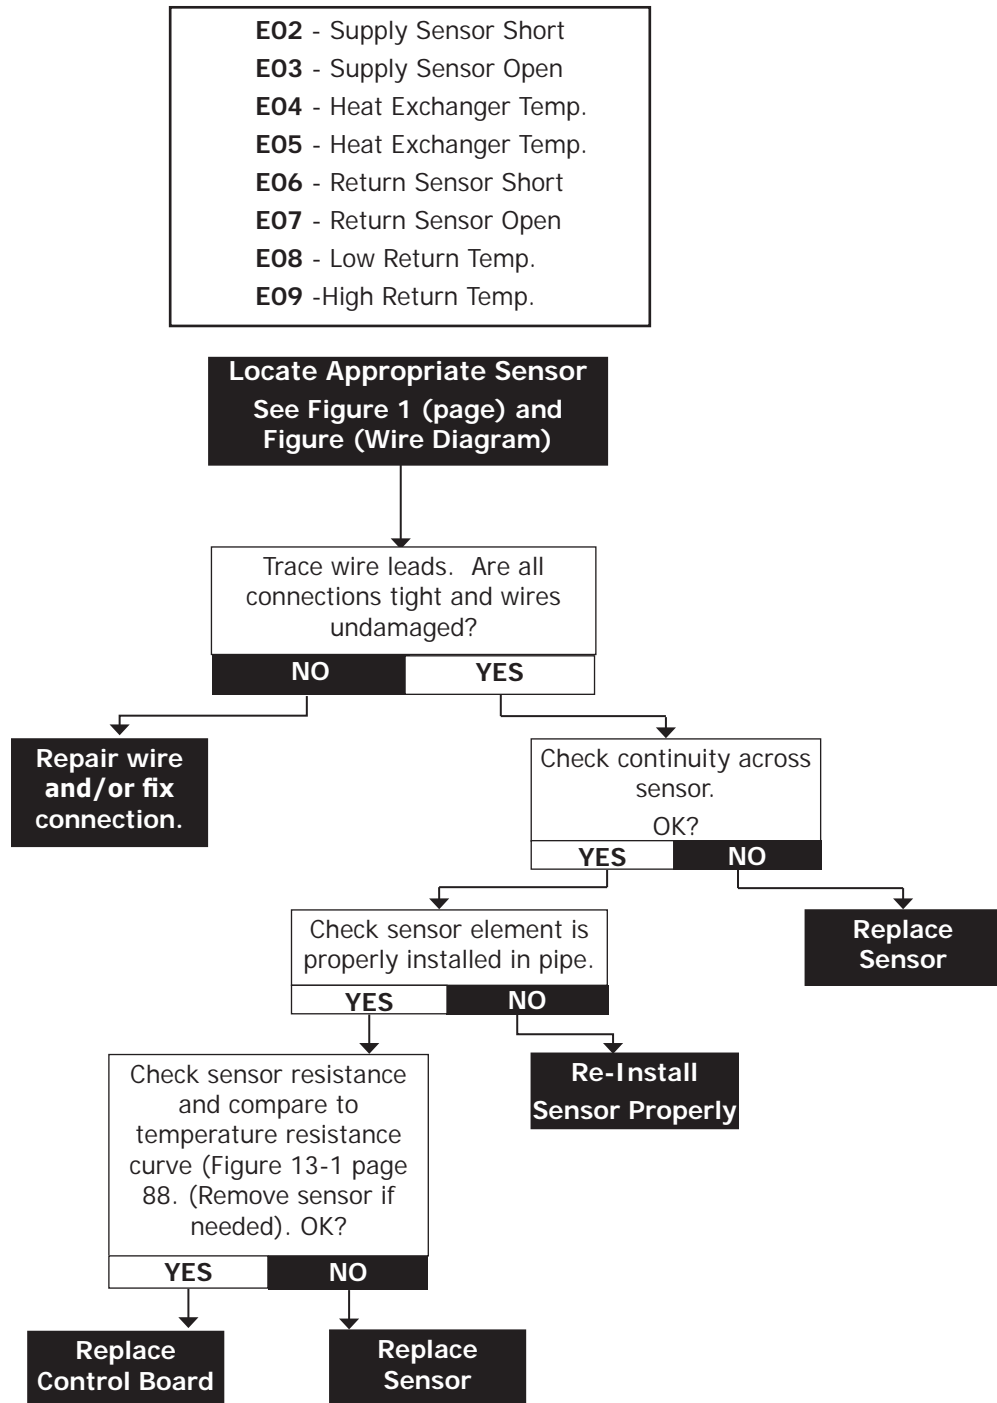 E02 - Supply Sensor Short
E03 - Supply Sensor Open
E04 - Heat Exchanger Temp.
E05 - Heat Exchanger Temp.
E06 - Return Sensor Short
E07 - Return Sensor Open
E08 - Low Return Temp.
E09 -High Return Temp.
Locate Appropriate Sensor
See Figure 1 (page) and
Figure (Wire Diagram)
Trace wire leads. Are all
connections tight and wires
undamaged?
NO
YES
Repair wire
and/or fix
connection.
Check continuity across
sensor.
OK?
YES
NO
Check sensor element is
properly installed in pipe.
YES
NO
Replace
Sensor
Check sensor resistance
and compare to
temperature resistance
curve (Figure 13-1 page
88. (Remove sensor if
needed). OK?
YES
NO
Re-Install
Sensor Properly
Replace
Control Board
Replace
Sensor